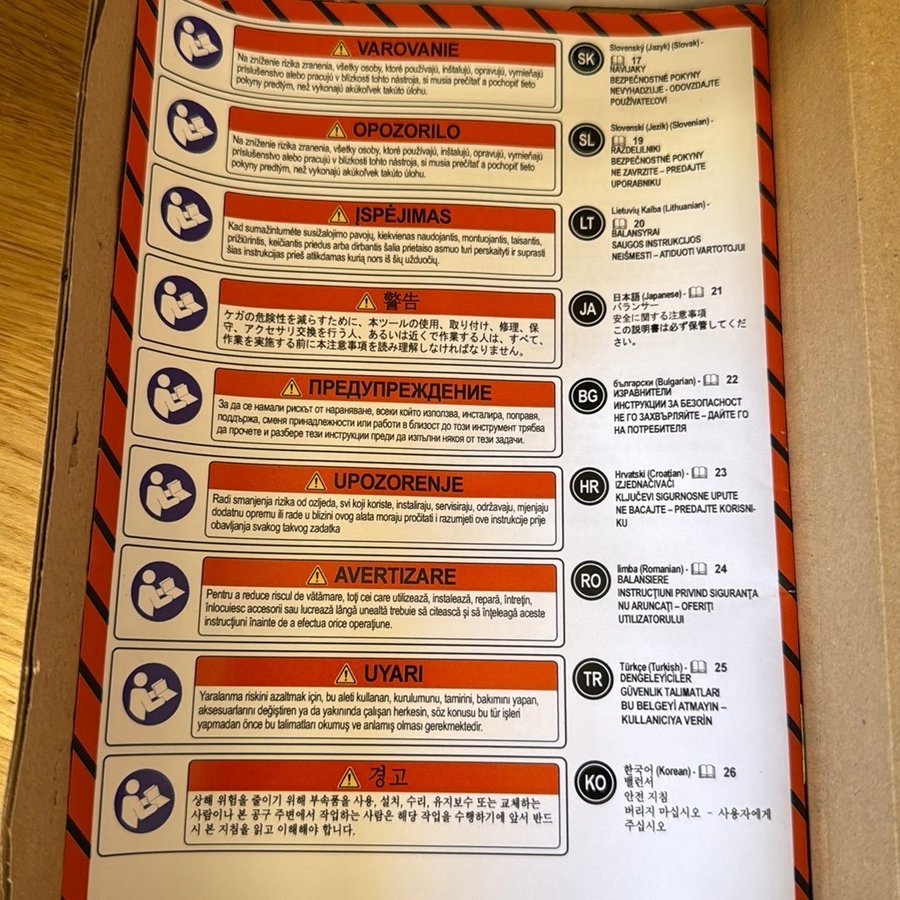 VAROVANIE
Na zníženie rizika zranenia, všetky osoby, ktoré používajú, inštalujú, opravujú, vymieňajú
príslušenstvo alebo pracujú v blízkosti tohto nástroja, si musia prečítať a pochopiť tieto
pokyny predtým, než vykonajú akúkoľvek takúto úlohu.
SK
Slovenský (Jazyk) (Slovak) -
17
NAVIJAKY
BEZPEČNOSTNÉ POKYNY
NEVYHADZUJE - ODOVZDAJTE
POUŽÍVATEĽOVI
OPOZORILO
Na zníženie rizika zranenia, všetky osoby, ktoré používajú, inštalujú, opravujú, vymieňajú
príslušenstvo alebo pracujú v blízkosti tohto nástroja, si musia prečítať a pochopiť tieto
pokyny predtým, než vykonajú akúkoľvek takúto úlohu.
SL
Slovenski (Jezik) (Slovenian) -
19
RAZDELILNIKI
BEZPEČNOSTNÉ POKYNY
NE ZAVRZITE – PREDAJTE
UPORABNIKU
ĮSPĖJIMAS
Kad sumažintumėte susižalojimo pavojų, kiekvienas naudojantis, montuojantis, taisantis,
prižiūrintis, keičiantis priedus arba dirbantis šalia prietaiso asmuo turi perskaityti ir suprasti
šias instrukcijas prieš atlikdamas kurią nors iš šių užduočių.
LT
Lietuvių Kalba (Lithuanian) -
20
BALANSYRAI
SAUGOS INSTRUKCIJOS
NEIŠMESTI – ATIDUOTI VARTOTOJUI
警告
ケガの危険性を減らすために、本ツールの使用、取り付け、修理、保
守、アクセサリ交換を行う人、あるいは近くで作業する人は、すべて、
作業を実施する前に本注意事項を読み理解しなければなりません。
JA
日本語 (Japanese) - 21
バランサー
安全に関する注意事項
この説明書は必ず保管してくだ
さい。
ПРЕДУПРЕЖДЕНИЕ
За да се намали рискът от нараняване, всеки който използва, инсталира, поправя,
поддържа, сменя принадлежности или работи в близост до този инструмент трябва
да прочете и разбере тези инструкции преди да изпълни някоя от тези задачи.
BG
български (Bulgarian) - 22
ИЗРАВНИТЕЛИ
ИНСТРУКЦИИ ЗА БЕЗОПАСНОСТ
НЕ ГО ЗАХВЪРЛЯЙТЕ – ДАЙТЕ ГО
НА ПОТРЕБИТЕЛЯ
UPOZORENJE
Radi smanjenja rizika od ozljeda, svi koji koriste, instaliraju, servisiraju, održavaju, mjenjaju
dodatnu opremu ili rade u blizini ovog alata moraju pročitati i razumjeti ove instrukcije prije
obavljanja svakog takvog zadatka
HR
Hrvatski (Croatian) - 23
IZJEDNAČIVAČI
KLJUČEVI SIGURNOSNE UPUTE
NE BACAJTE – PREDAJTE KORISNI-
KU
AVERTIZARE
Pentru a reduce riscul de vătămare, toţi cei care utilizează, instalează, repară, întreţin,
înlocuiesc accesorii sau lucrează lângă unealtă trebuie să citească şi să înţeleagă aceste
instrucţiuni înainte de a efectua orice operaţiune.
RO
limba (Romanian) - 24
BALANSIERE
INSTRUCŢIUNI PRIVIND SIGURANŢA
NU ARUNCAŢI – OFERIŢI
UTILIZATORULUI
UYARI
Yaralanma riskini azaltmak için, bu aleti kullanan, kurulumunu, tamirini, bakımını yapan,
aksesuarlarını değiştiren ya da yakınında çalışan herkesin, söz konusu bu tür işleri
yapmadan önce bu talimatları okumuş ve anlamış olması gerekmektedir.
TR
Türkçe (Turkish) - 25
DENGELEYİCİLER
GÜVENLIK TALIMATLARI
BU BELGEYİ ATMAYIN –
KULLANICIYA VERİN
경고
상해 위험을 줄이기 위해 부속품을 사용, 설치, 수리, 유지보수 또는 교체하는
사람이나 본 공구 주변에서 작업하는 사람은 해당 작업을 수행하기에 앞서 반드
시 본 지침을 읽고 이해해야 합니다.
KO
한국어 (Korean) - 26
밸런서
안전 지침
버리지 마십시오 - 사용자에게
주십시오